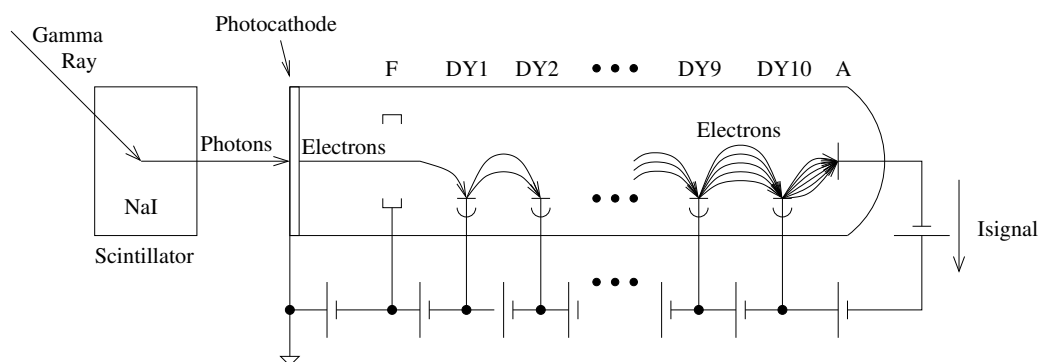 Gamma
Ray
Photocathode
F DY1 DY2 DY9 DY10 A
Photons
Electrons
Electrons
NaI
Scintillator
Isignal